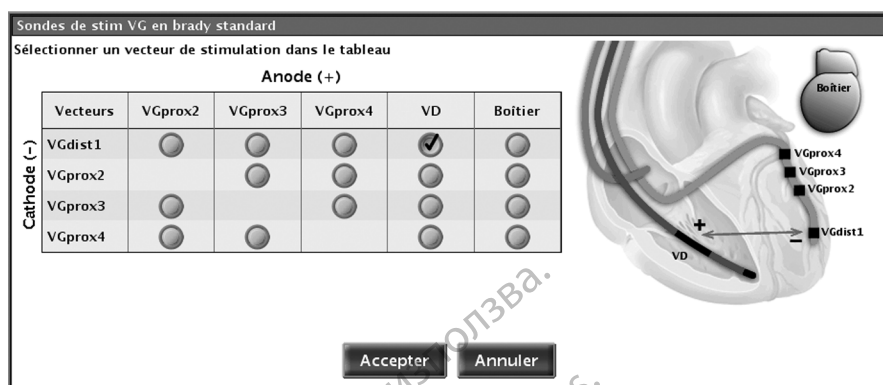 Sondes de stim VG en brady standard
Sélectionner un vecteur de stimulation dans le tableau
Anode (+)
Vecteurs VGprox2 VGprox3 VGprox4 VD Boîtier
Cathode (-)
VGdist1
VGprox2
VGprox3
VGprox4
Boîtier
VGprox4
VGprox3
VGprox2
VGdist1
+
−
VD
Accepter Annuler
използва.